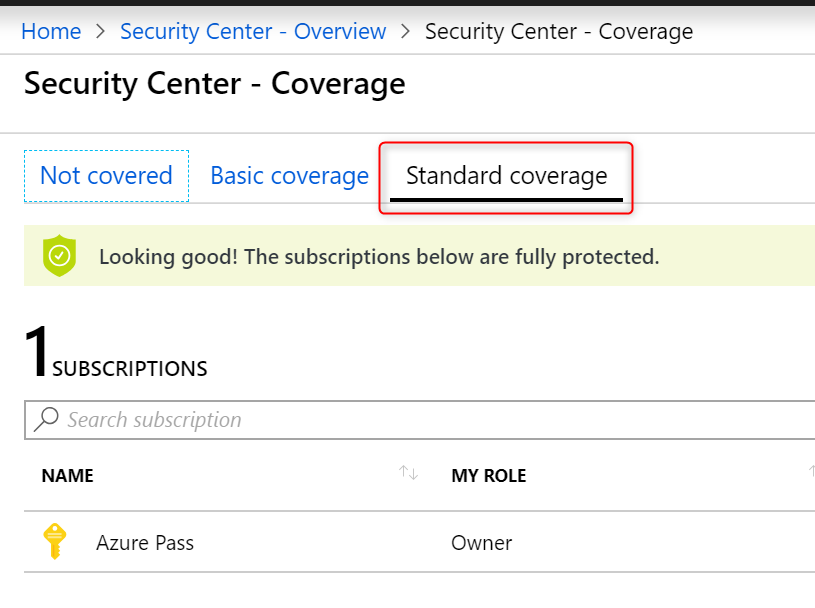 Home > Security Center - Overview > Security Center - Coverage
Security Center - Coverage
Not covered Basic coverage Standard coverage
Looking good! The subscriptions below are fully protected.
1 SUBSCRIPTIONS
Search subscription
NAME MY ROLE
Azure Pass Owner